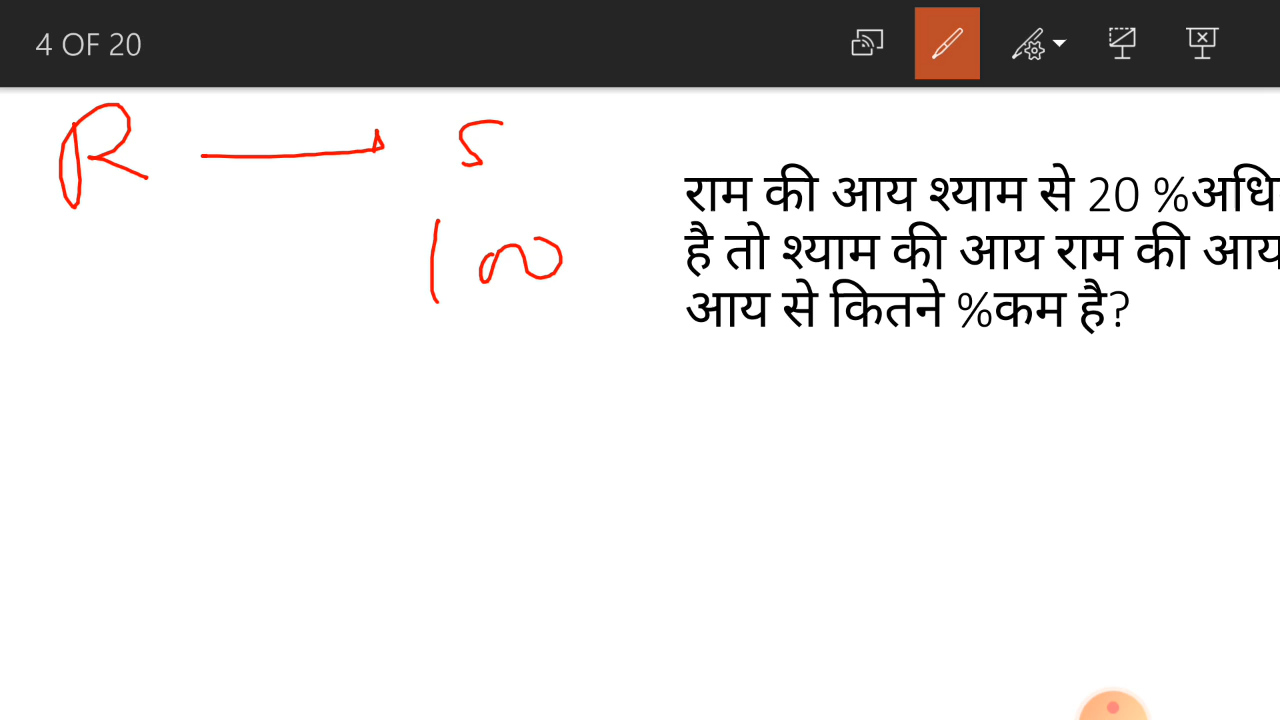 4 OF 20
R → S
100
राम की आय श्याम से 20 %अधि
है तो श्याम की आय राम की आय
आय से कितने %कम है?